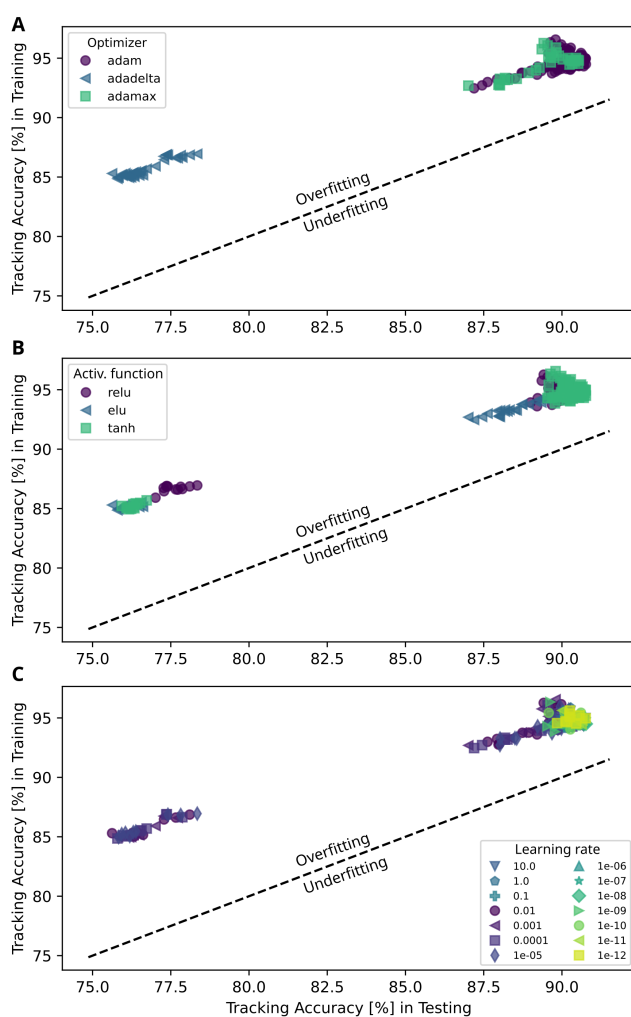 A
Tracking Accuracy [%] in Training
95
90
85
80
75
Optimizer
adam
adadelta
adamax
Overfitting
Underfitting
75.0 77.5 80.0 82.5 85.0 87.5 90.0
B
Tracking Accuracy [%] in Training
95
90
85
80
75
Activ. function
relu
elu
tanh
Overfitting
Underfitting
75.0 77.5 80.0 82.5 85.0 87.5 90.0
C
Tracking Accuracy [%] in Training
95
90
85
80
75
Overfitting
Underfitting
Learning rate
10.0 1e-06
1.0 1e-07
0.1 1e-08
0.01 1e-09
0.001 1e-10
0.0001 1e-11
1e-05 1e-12
75.0 77.5 80.0 82.5 85.0 87.5 90.0
Tracking Accuracy [%] in Testing